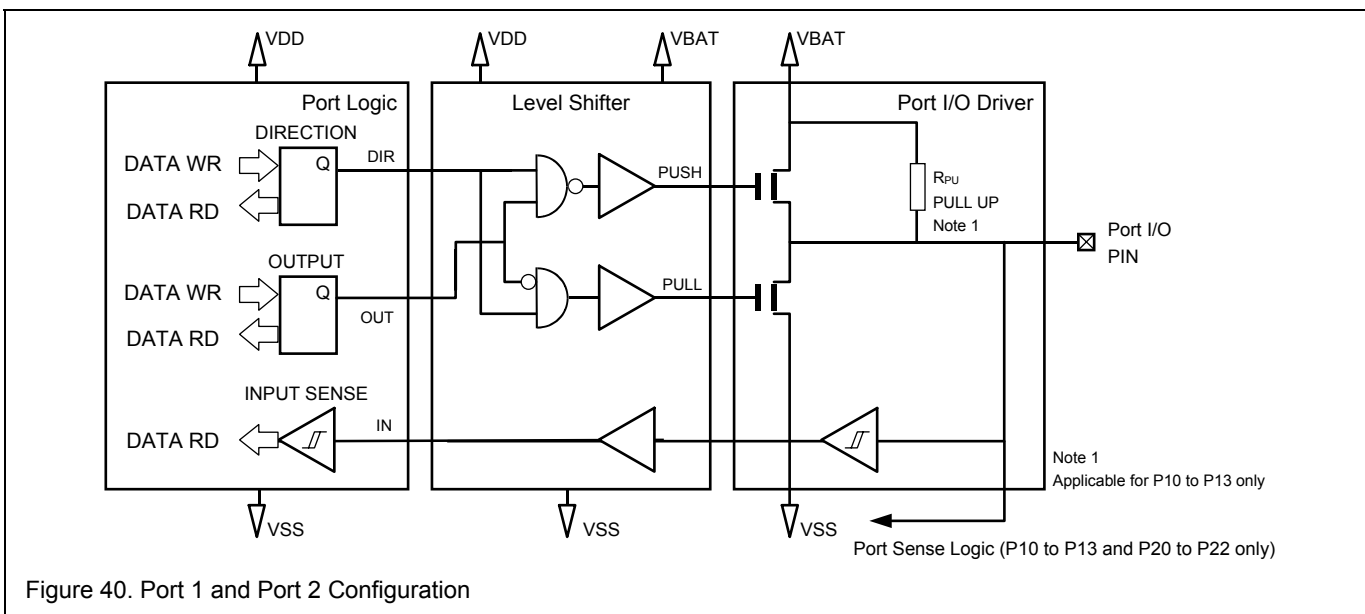 VDD
VDD
VBAT
VBAT
Port Logic
Level Shifter
Port I/O Driver
DIRECTION
DATA WR
Q
DIR
DATA RD
PUSH
RPU
PULL UP
Note 1
Port I/O
PIN
OUTPUT
DATA WR
Q
PULL
OUT
DATA RD
INPUT SENSE
DATA RD
IN
Note 1
Applicable for P10 to P13 only
VSS
VSS
VSS
Port Sense Logic (P10 to P13 and P20 to P22 only)
Figure 40. Port 1 and Port 2 Configuration